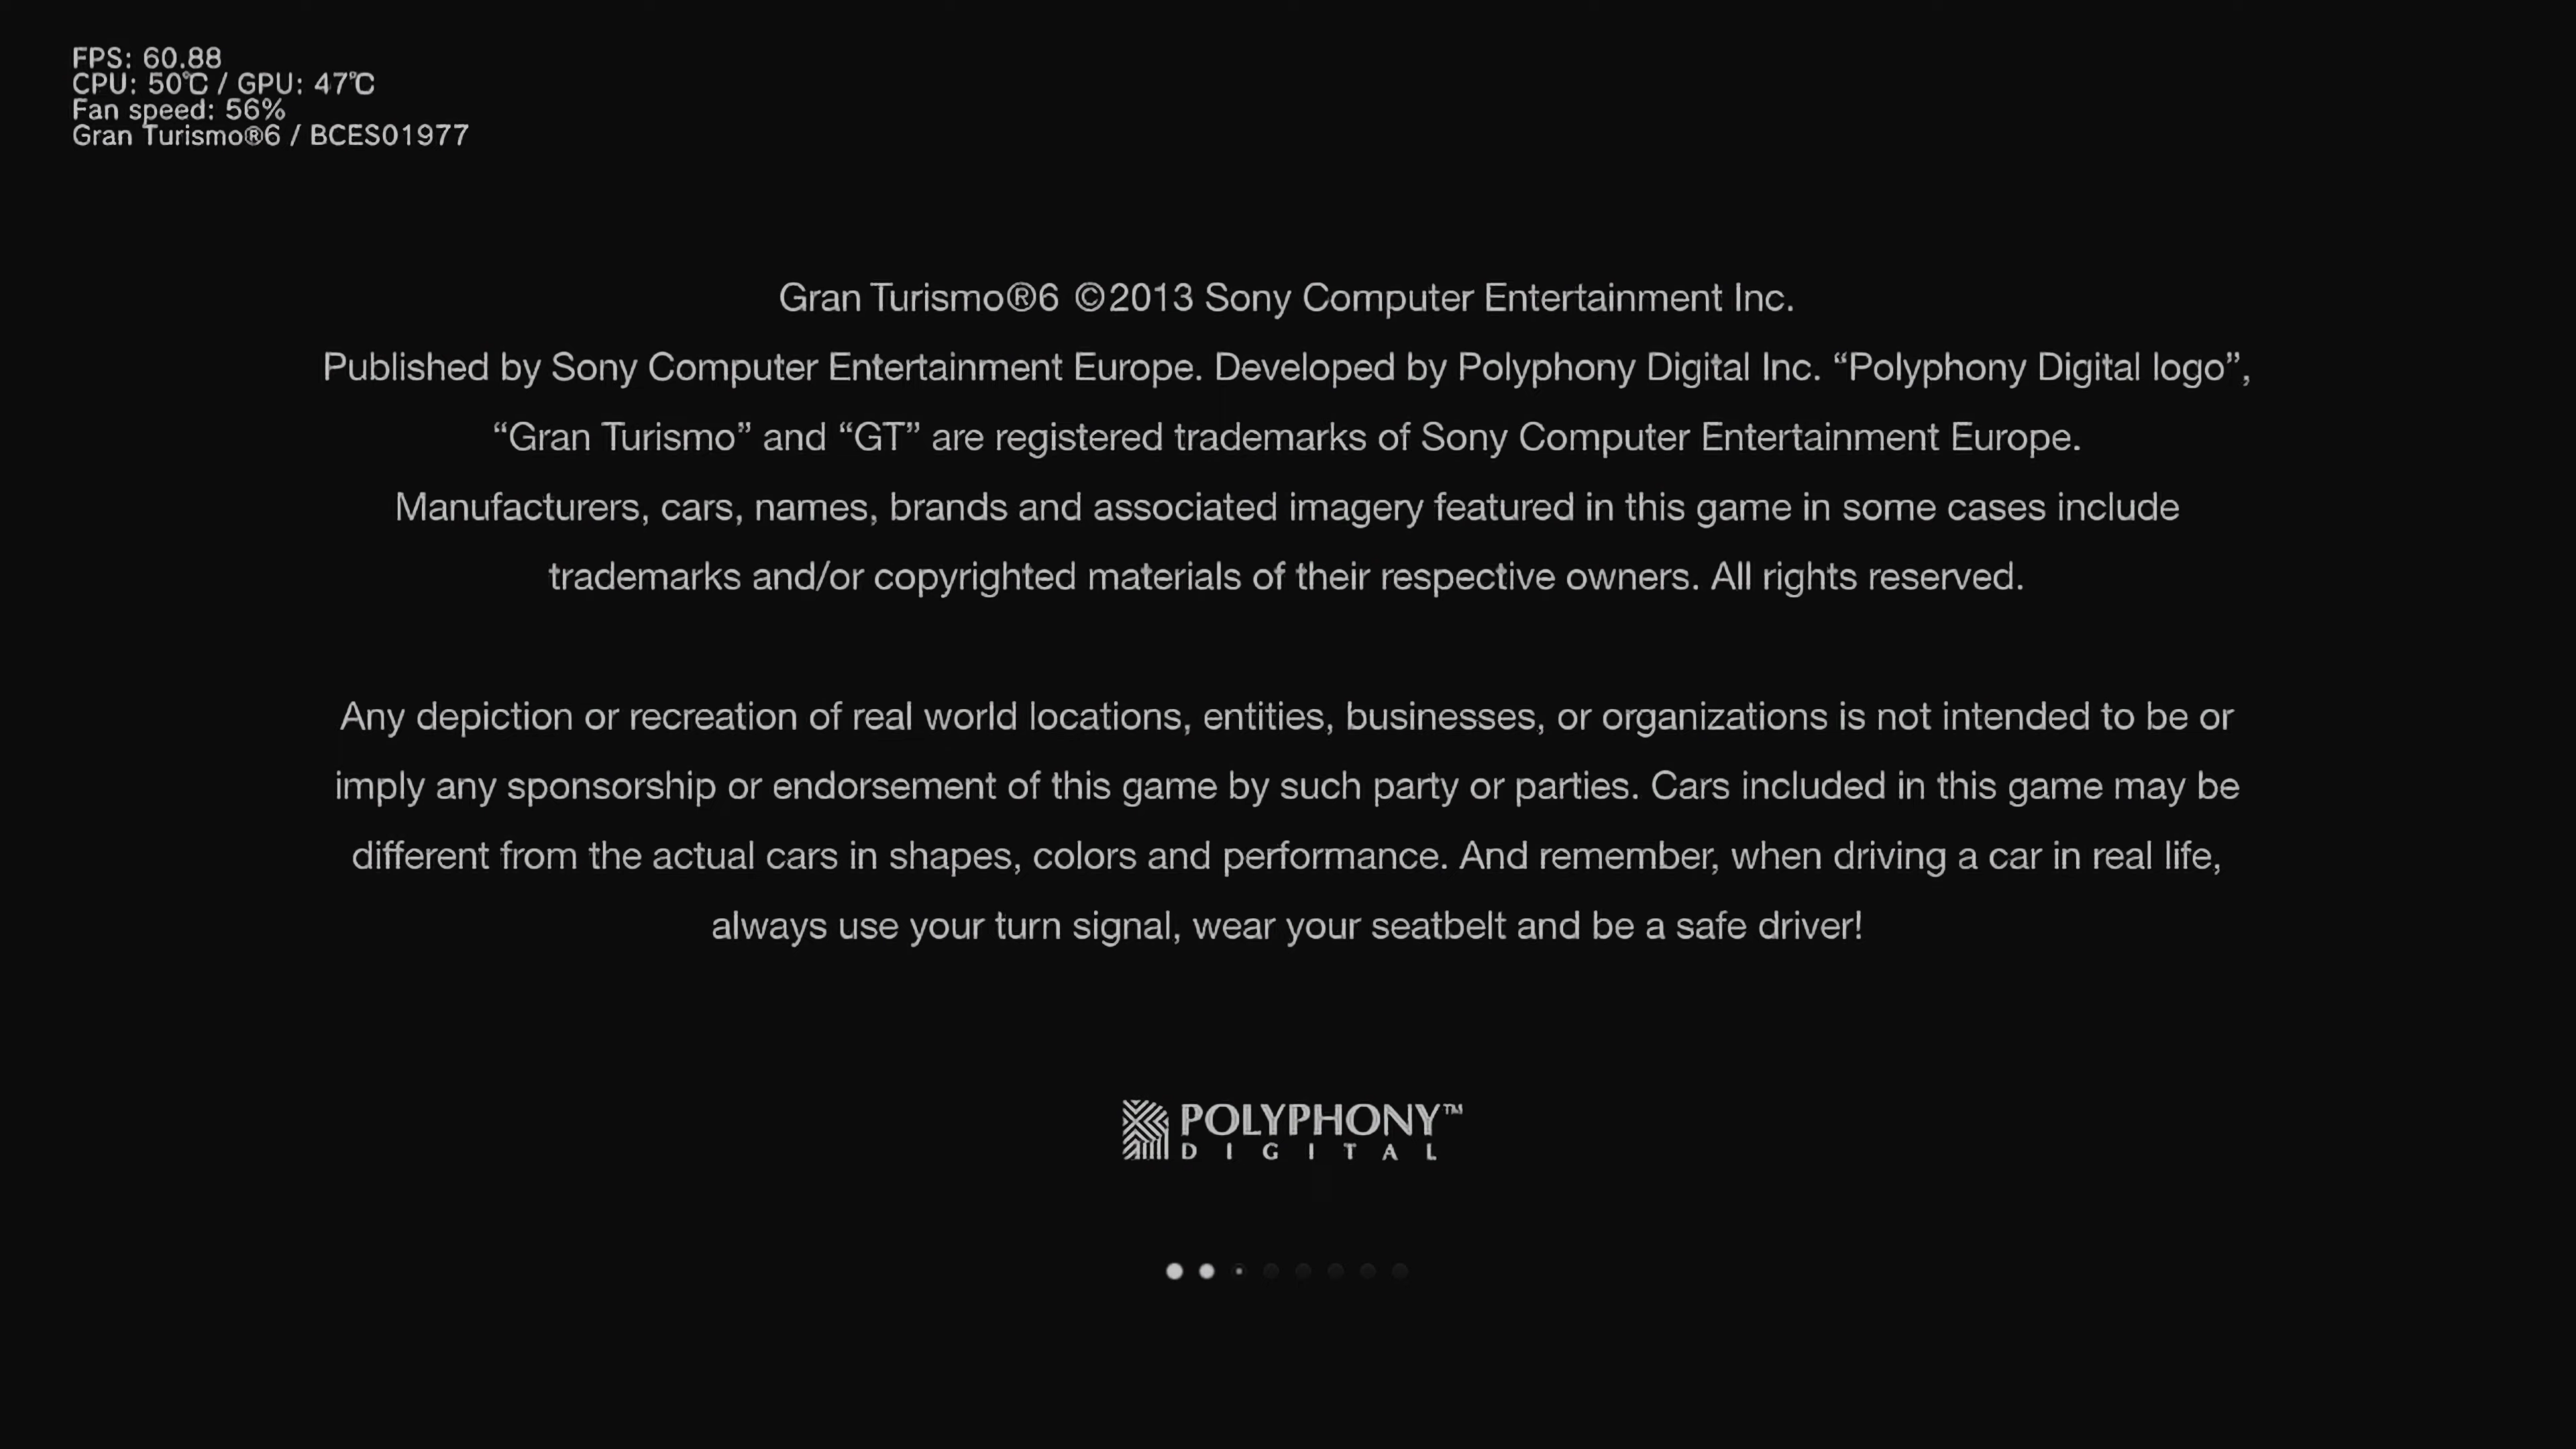 FPS: 60.88
CPU: 50℃ / GPU: 47℃
Fan speed: 56%
Gran Turismo®6 / BCES01977
Gran Turismo®6 ©2013 Sony Computer Entertainment Inc.
Published by Sony Computer Entertainment Europe. Developed by Polyphony Digital Inc. “Polyphony Digital logo”,
“Gran Turismo” and “GT” are registered trademarks of Sony Computer Entertainment Europe.
Manufacturers, cars, names, brands and associated imagery featured in this game in some cases include
trademarks and/or copyrighted materials of their respective owners. All rights reserved.
Any depiction or recreation of real world locations, entities, businesses, or organizations is not intended to be or
imply any sponsorship or endorsement of this game by such party or parties. Cars included in this game may be
different from the actual cars in shapes, colors and performance. And remember, when driving a car in real life,
always use your turn signal, wear your seatbelt and be a safe driver!
POLYPHONY™
DIGITAL